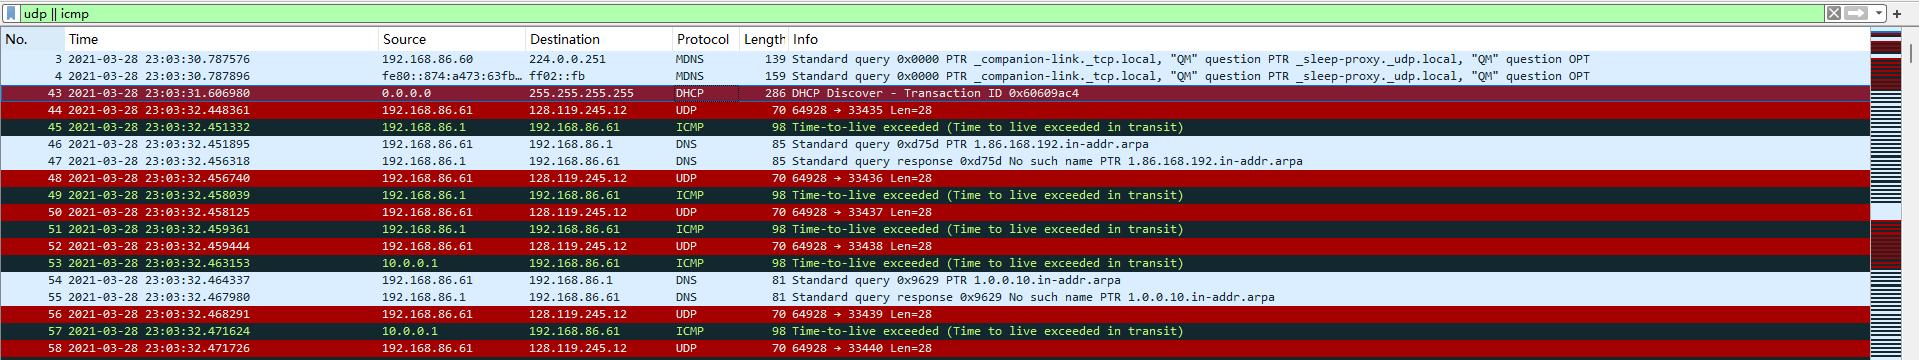 udp || icmp
No. Time Source Destination Protocol Length Info
3 2021-03-28 23:03:30.787576 192.168.86.60 224.0.0.251 MDNS 139 Standard query 0x0000 PTR _companion-link._tcp.local, "QM" question PTR _sleep-proxy._udp.local, "QM" question OPT
4 2021-03-28 23:03:30.787896 fe80::874:a473:63fb… ff02::fb MDNS 159 Standard query 0x0000 PTR _companion-link._tcp.local, "QM" question PTR _sleep-proxy._udp.local, "QM" question OPT
43 2021-03-28 23:03:31.606980 0.0.0.0 255.255.255.255 DHCP 286 DHCP Discover - Transaction ID 0x60609ac4
44 2021-03-28 23:03:32.448361 192.168.86.61 128.119.245.12 UDP 70 64928 → 33435 Len=28
45 2021-03-28 23:03:32.451332 192.168.86.1 192.168.86.61 ICMP 98 Time-to-live exceeded (Time to live exceeded in transit)
46 2021-03-28 23:03:32.451895 192.168.86.61 192.168.86.1 DNS 85 Standard query 0xd75d PTR 1.86.168.192.in-addr.arpa
47 2021-03-28 23:03:32.456318 192.168.86.1 192.168.86.61 DNS 85 Standard query response 0xd75d No such name PTR 1.86.168.192.in-addr.arpa
48 2021-03-28 23:03:32.456740 192.168.86.61 128.119.245.12 UDP 70 64928 → 33436 Len=28
49 2021-03-28 23:03:32.458039 192.168.86.1 192.168.86.61 ICMP 98 Time-to-live exceeded (Time to live exceeded in transit)
50 2021-03-28 23:03:32.458125 192.168.86.61 128.119.245.12 UDP 70 64928 → 33437 Len=28
51 2021-03-28 23:03:32.459361 192.168.86.1 192.168.86.61 ICMP 98 Time-to-live exceeded (Time to live exceeded in transit)
52 2021-03-28 23:03:32.459444 192.168.86.61 128.119.245.12 UDP 70 64928 → 33438 Len=28
53 2021-03-28 23:03:32.463153 10.0.0.1 192.168.86.61 ICMP 98 Time-to-live exceeded (Time to live exceeded in transit)
54 2021-03-28 23:03:32.464337 192.168.86.61 192.168.86.1 DNS 81 Standard query 0x9629 PTR 1.0.0.10.in-addr.arpa
55 2021-03-28 23:03:32.467980 192.168.86.1 192.168.86.61 DNS 81 Standard query response 0x9629 No such name PTR 1.0.0.10.in-addr.arpa
56 2021-03-28 23:03:32.468291 192.168.86.61 128.119.245.12 UDP 70 64928 → 33439 Len=28
57 2021-03-28 23:03:32.471624 10.0.0.1 192.168.86.61 ICMP 98 Time-to-live exceeded (Time to live exceeded in transit)
58 2021-03-28 23:03:32.471726 192.168.86.61 128.119.245.12 UDP 70 64928 → 33440 Len=28